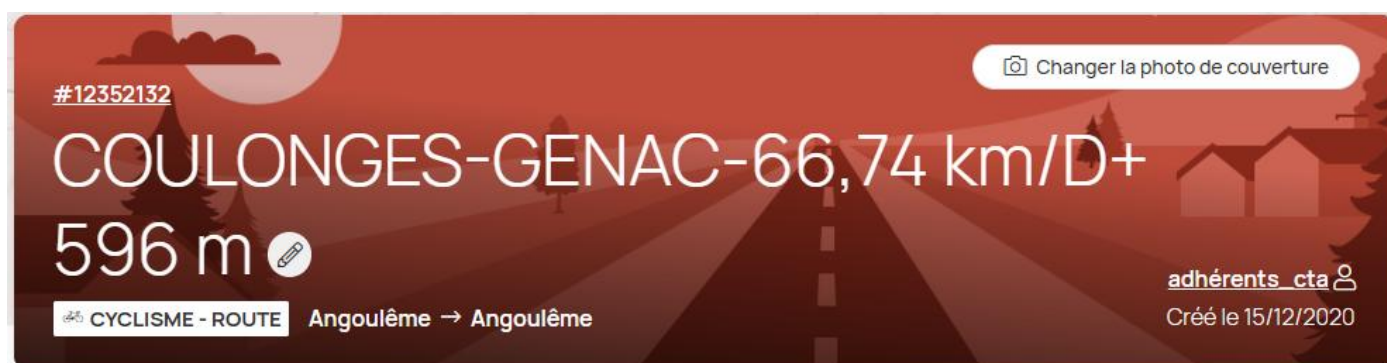 Changer la photo de couverture
#12352132
COULONGES-GENAC-66,74 km/D+
596 m
adhérents_cta
CYCLISME - ROUTE Angoulême → Angoulême
Créé le 15/12/2020